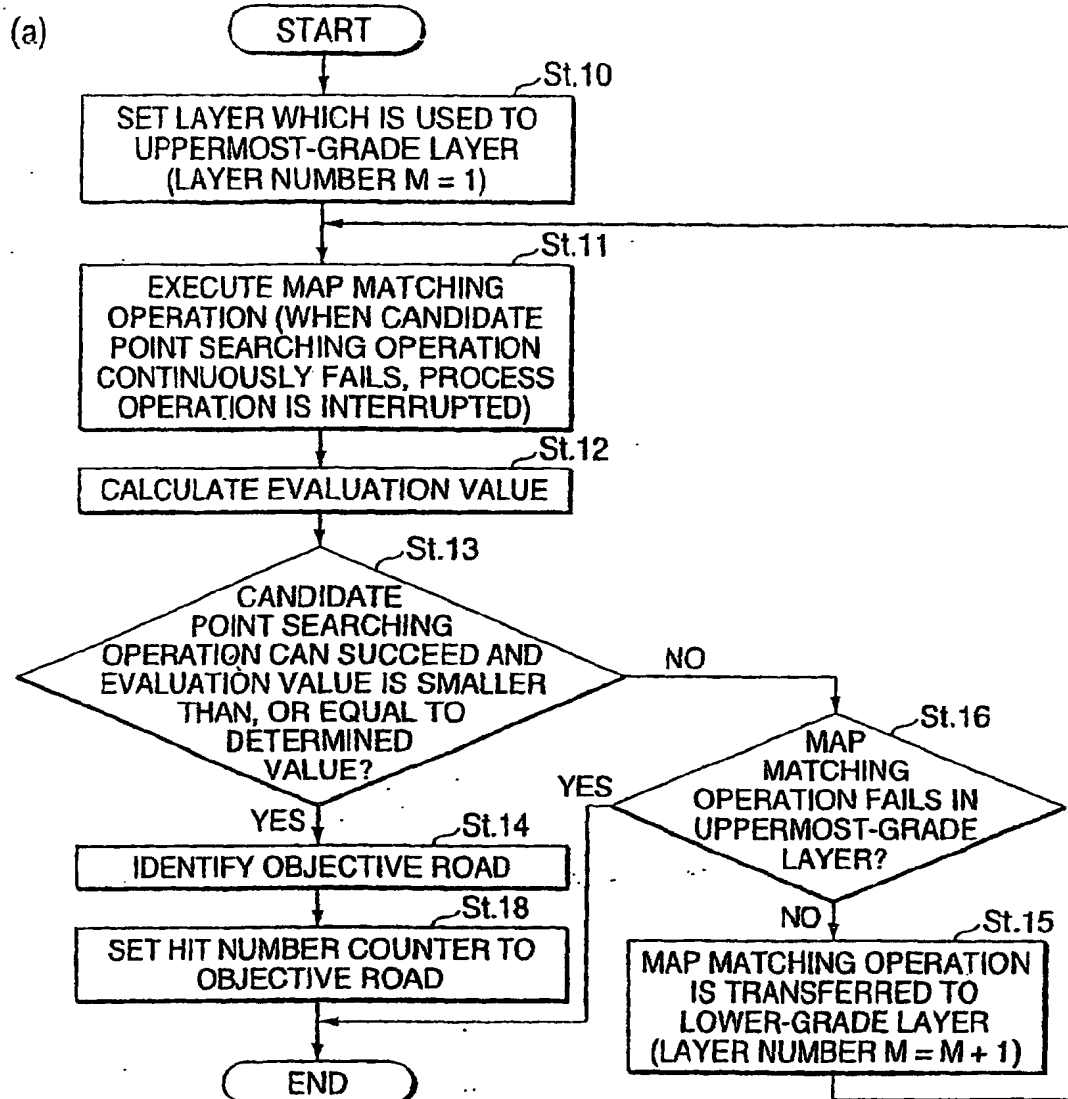 (a)
START
St.10
SET LAYER WHICH IS USED TO
UPPERMOST-GRADE LAYER
(LAYER NUMBER M = 1)
St.11
EXECUTE MAP MATCHING
OPERATION (WHEN CANDIDATE
POINT SEARCHING OPERATION
CONTINUOUSLY FAILS, PROCESS
OPERATION IS INTERRUPTED)
St.12
CALCULATE EVALUATION VALUE
St.13
CANDIDATE
POINT SEARCHING
OPERATION CAN SUCCEED AND
EVALUATION VALUE IS SMALLER
THAN, OR EQUAL TO
DETERMINED
VALUE?
NO
YES
St.16
MAP
MATCHING
OPERATION FAILS IN
UPPERMOST-GRADE
LAYER?
YES
NO
St.14
IDENTIFY OBJECTIVE ROAD
St.18
SET HIT NUMBER COUNTER TO
OBJECTIVE ROAD
St.15
MAP MATCHING OPERATION
IS TRANSFERRED TO
LOWER-GRADE LAYER
(LAYER NUMBER M = M + 1)
END